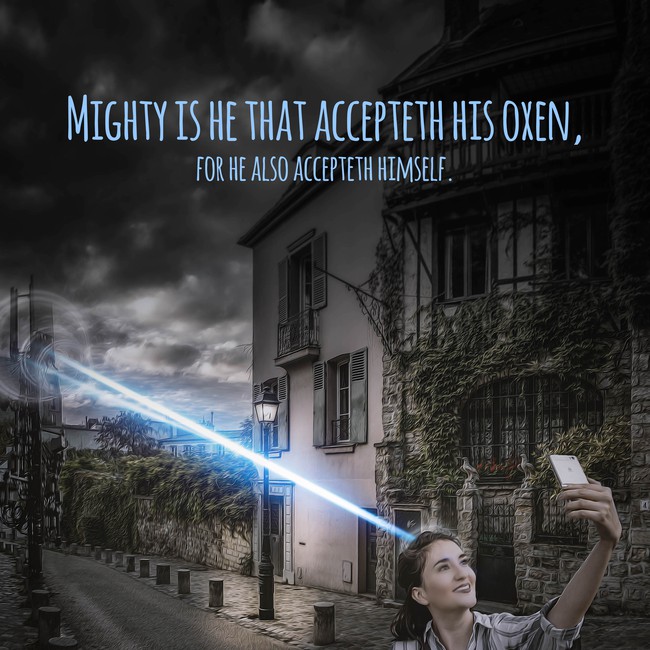 Mighty is he that accepteth his oxen,
for he also accepteth himself.